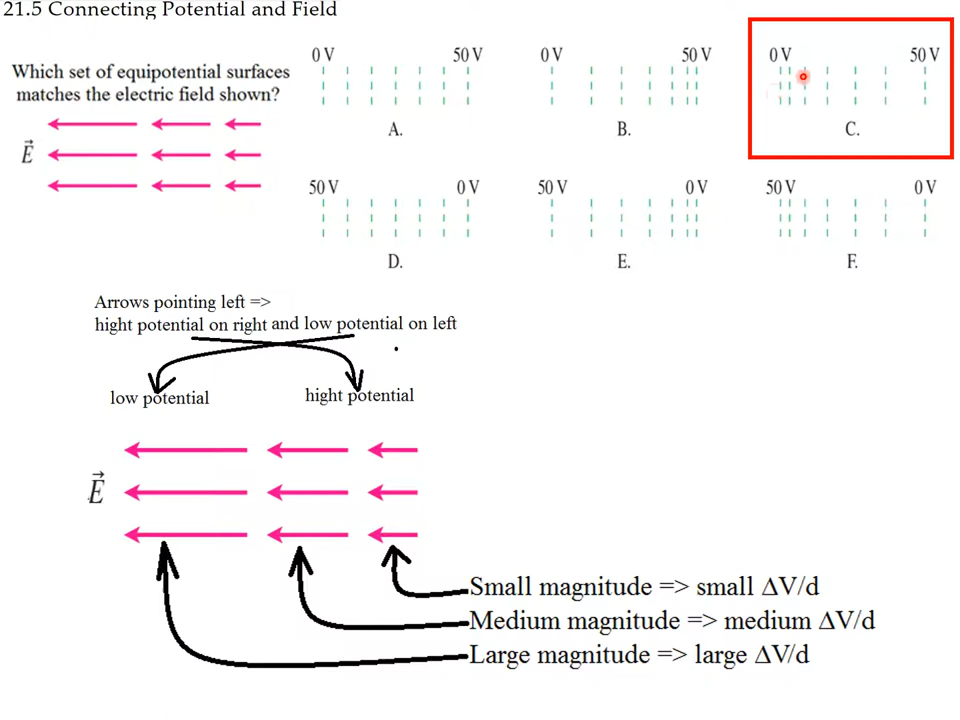 21.5 Connecting Potential and Field
Which set of equipotential surfaces
matches the electric field shown?
E⃗
0 V 50 V
A.
0 V 50 V
B.
0 V 50 V
C.
50 V 0 V
D.
50 V 0 V
E.
50 V 0 V
F.
Arrows pointing left =>
hight potential on right and low potential on left
low potential hight potential
E⃗
Small magnitude => small ΔV/d
Medium magnitude => medium ΔV/d
Large magnitude => large ΔV/d